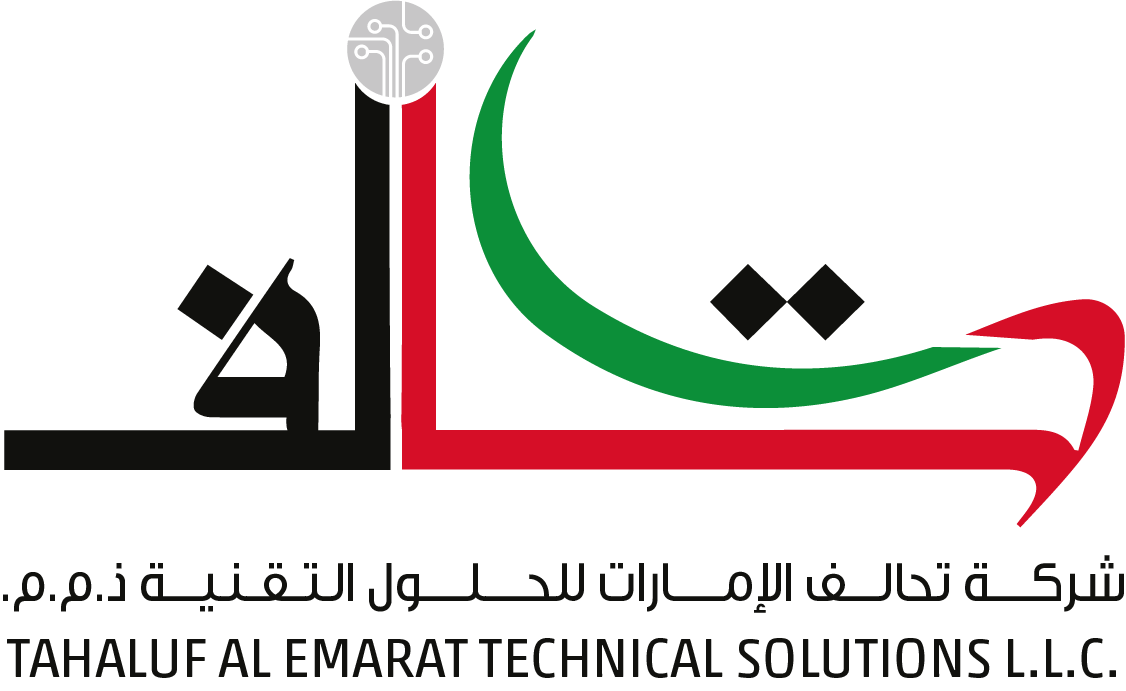 تحالف
شركة تحالف الإمارات للحلول التقنية ذ.م.م.
TAHALUF AL EMARAT TECHNICAL SOLUTIONS L.L.C.